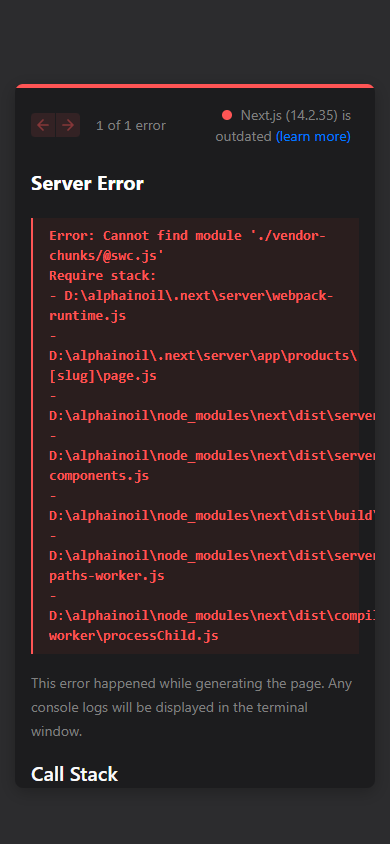 1 of 1 error
Next.js (14.2.35) is
outdated (learn more)
Server Error
Error: Cannot find module './vendor-
chunks/@swc.js'
Require stack:
- D:\alphainoil\.next\server\webpack-
runtime.js
-
D:\alphainoil\.next\server\app\products\
[slug]\page.js
-
D:\alphainoil\node_modules\next\dist\server
-
D:\alphainoil\node_modules\next\dist\server
components.js
-
D:\alphainoil\node_modules\next\dist\build\
-
D:\alphainoil\node_modules\next\dist\server
paths-worker.js
-
D:\alphainoil\node_modules\next\dist\compil
worker\processChild.js
This error happened while generating the page. Any
console logs will be displayed in the terminal
window.
Call Stack